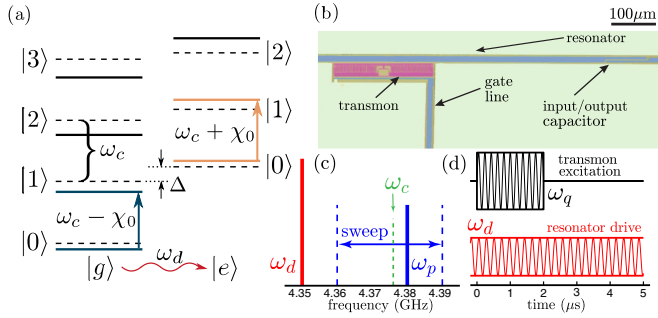 (a)
|3⟩
|2⟩
|2⟩
ω_c
|1⟩
ω_c + χ_0
|1⟩
Δ
|0⟩
ω_c − χ_0
|0⟩
|g⟩
ω_d
|e⟩
(b)
100μm
resonator
transmon
gate
line
input/output
capacitor
(c)
ω_c
sweep
ω_d
ω_p
4.35
4.36
4.38
4.39
frequency (GHz)
(d)
transmon
excitation
ω_q
ω_d
resonator drive
0
1
2
3
4
5
time (μs)